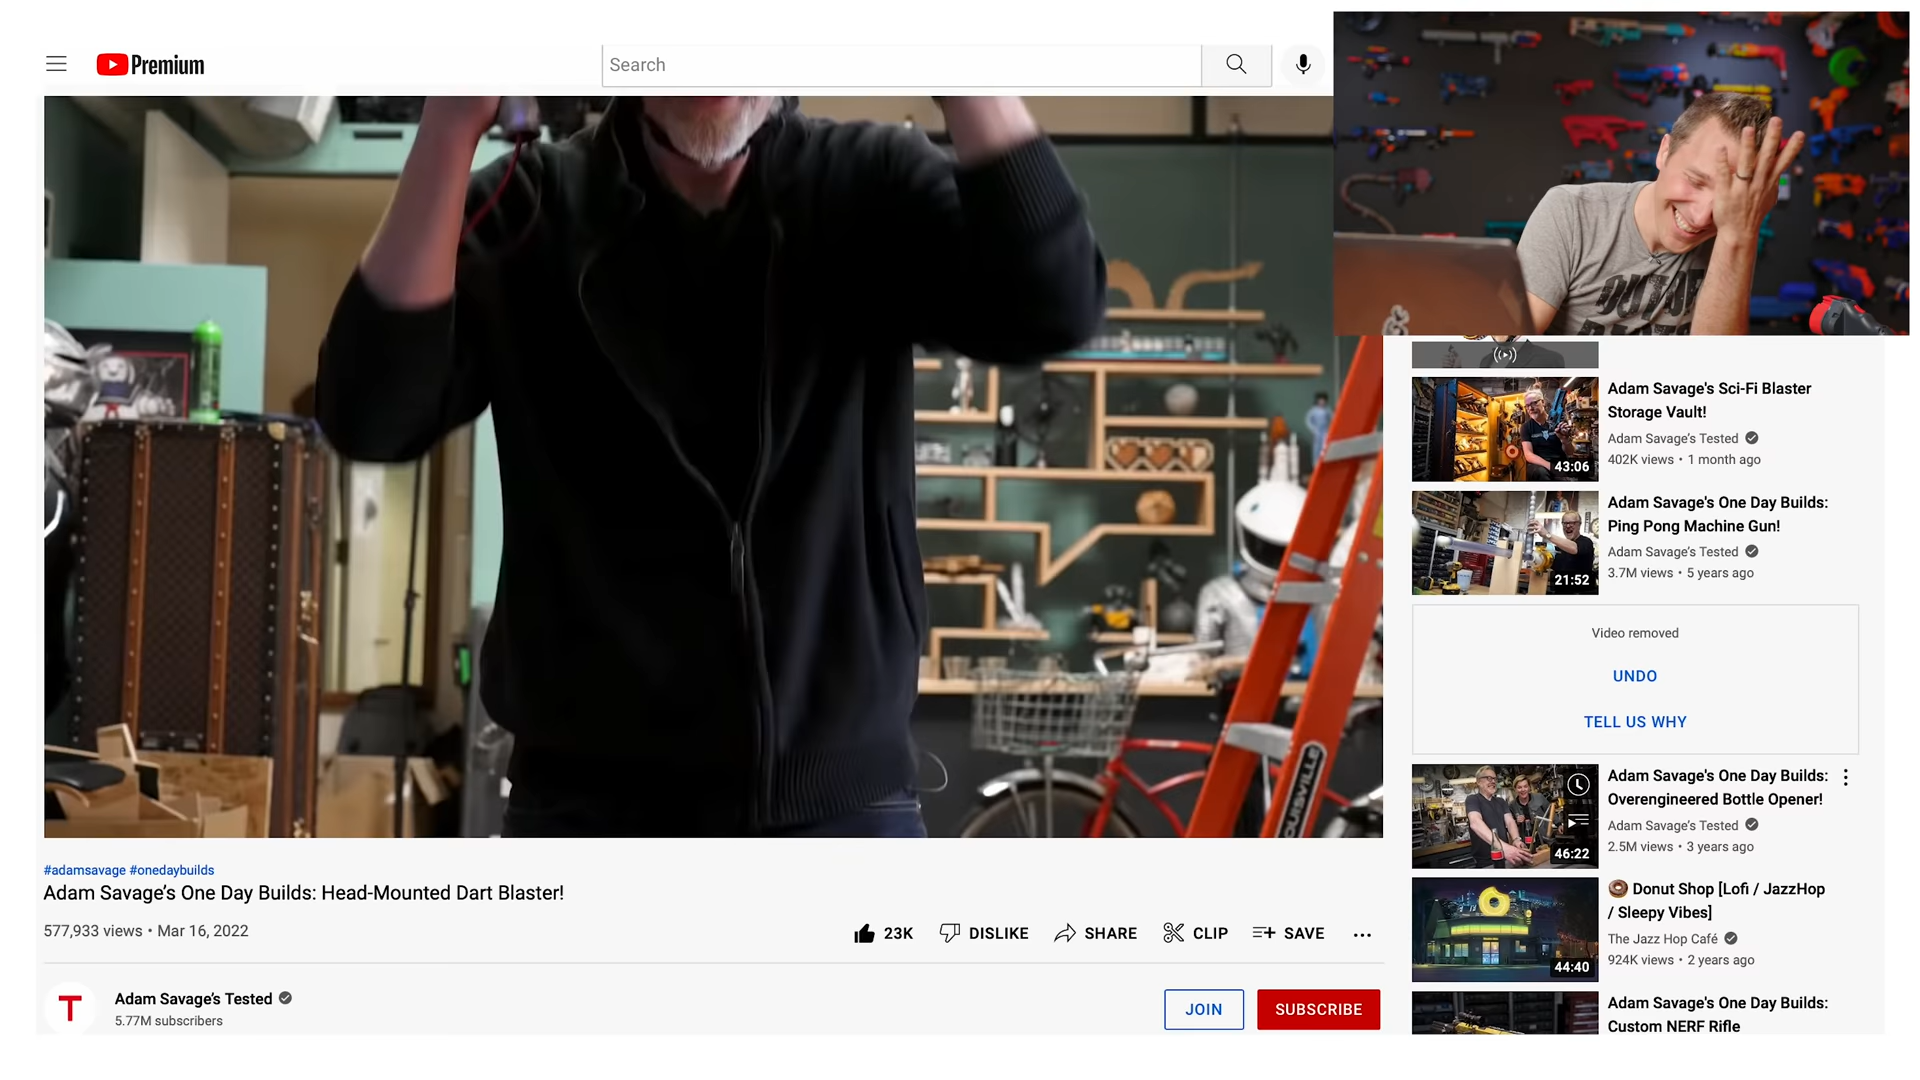 Premium
Search
Adam Savage's Sci-Fi Blaster
Storage Vault!
Adam Savage's Tested
402K views • 1 month ago
43:06
Adam Savage's One Day Builds:
Ping Pong Machine Gun!
Adam Savage's Tested
3.7M views • 5 years ago
21:52
Video removed
UNDO
TELL US WHY
Adam Savage's One Day Builds:
Overengineered Bottle Opener!
Adam Savage's Tested
2.5M views • 3 years ago
46:22
🍩 Donut Shop [Lofi / JazzHop
/ Sleepy Vibes]
The Jazz Hop Café
924K views • 2 years ago
44:40
Adam Savage's One Day Builds:
Custom NERF Rifle
OUISVILLE
#adamsavage #onedaybuilds
Adam Savage’s One Day Builds: Head-Mounted Dart Blaster!
577,933 views • Mar 16, 2022
23K
DISLIKE
SHARE
CLIP
SAVE
T
Adam Savage’s Tested
5.77M subscribers
JOIN
SUBSCRIBE